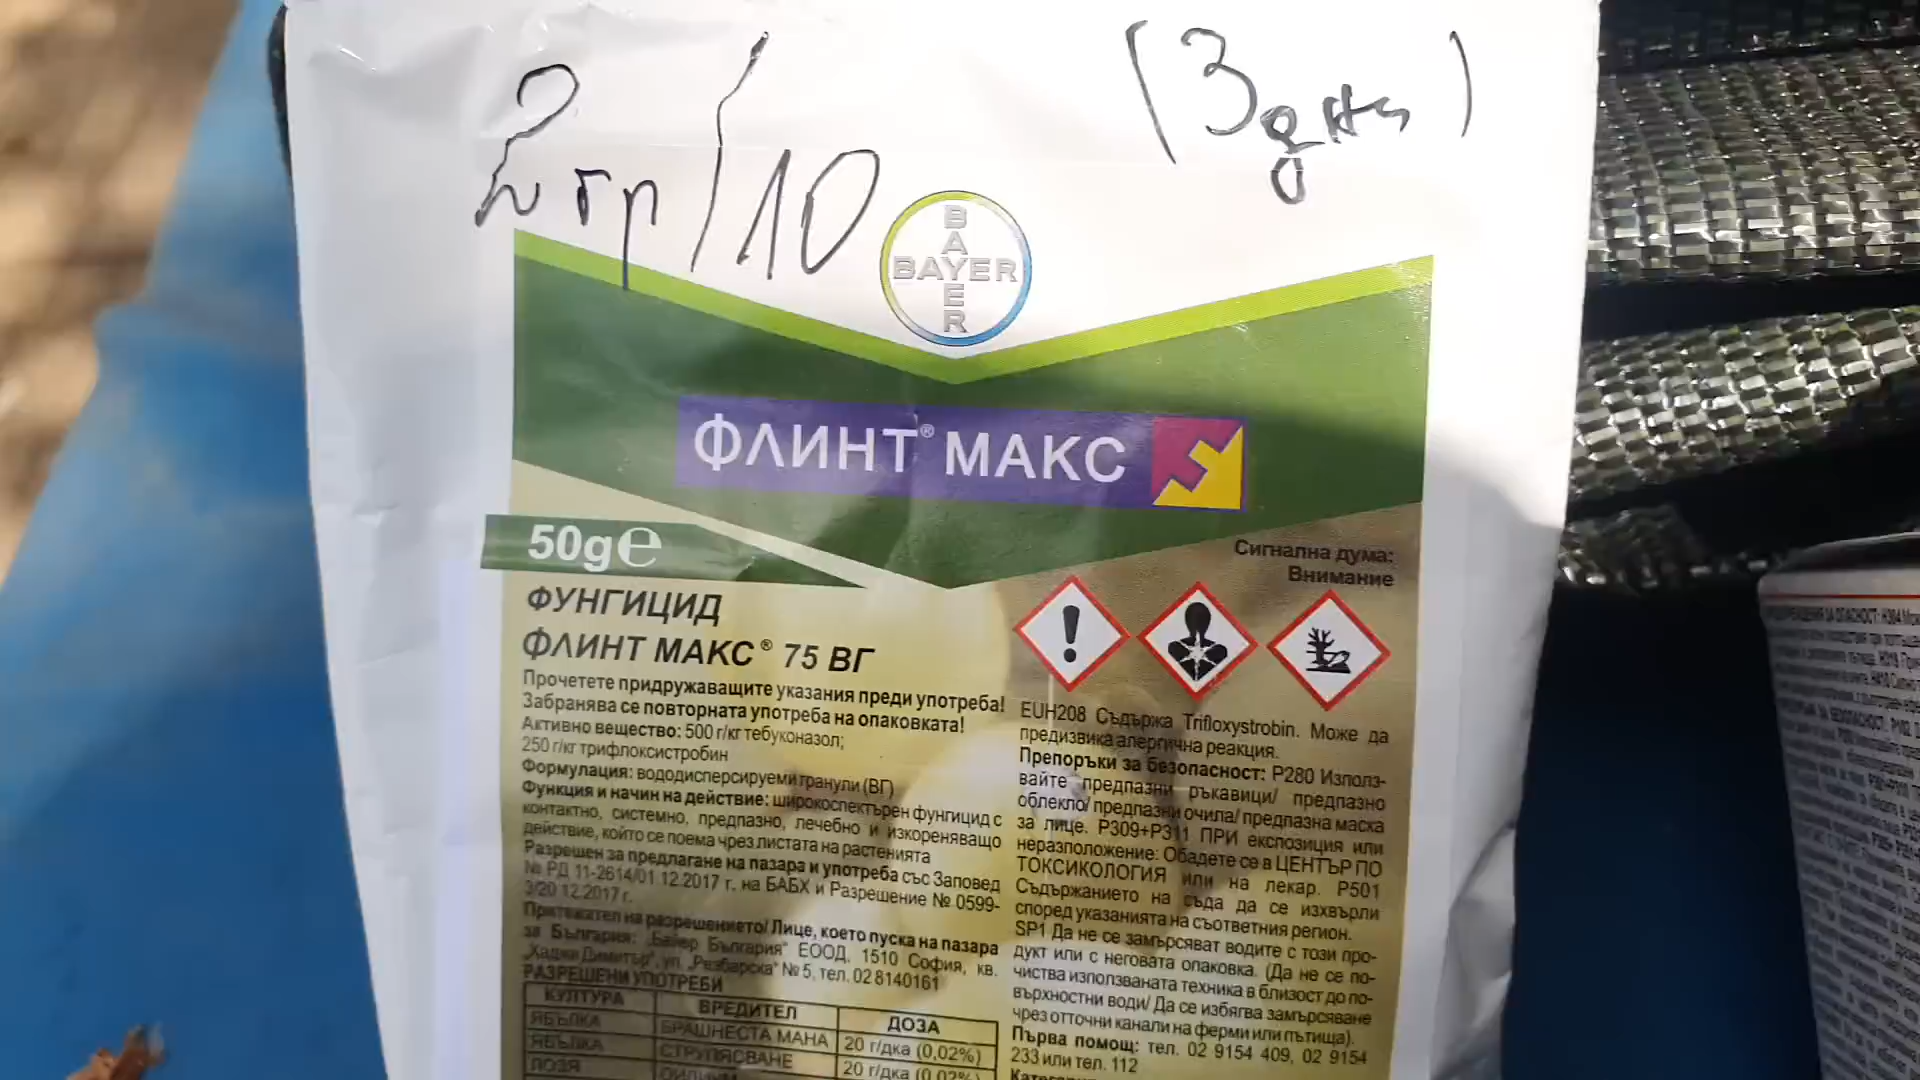 2 гр/10
(3 дни)
BAYER
BAYER
ФЛИНТ® МАКС
50g℮
Сигнална дума:
Внимание
ФУНГИЦИД
ФЛИНТ МАКС® 75 ВГ
Прочетете придружаващите указания преди употреба!
Забранява се повторната употреба на опаковката!
Активно вещество: 500 г/кг тебуконазол;
250 г/кг трифлоксистробин
Формулация: вододисперсируеми гранули (ВГ)
Функция и начин на действие: широкоспектърен фунгицид с
контактно, системно, предпазно, лечебно и изкореняващо
действие, който се поема чрез листата на растенията
Разрешен за предлагане на пазара и употреба със Заповед
№ РД 11-2614/01.12.2017 г. на БАБХ и Разрешение № 0599-
3/20.12.2017 г.
Притежател на разрешението/ Лице, което пуска на пазара
за България: „Байер България“ ЕООД, 1510 София, кв.
„Хаджи Димитър“, ул. „Резбарска“ № 5, тел. 02 8140161
РАЗРЕШЕНИ УПОТРЕБИ
КУЛТУРА ВРЕДИТЕЛ ДОЗА
ЯБЪЛКА БРАШНЕСТА МАНА 20 г/дка (0,02%)
ЯБЪЛКА СТРУПЯСВАНЕ 20 г/дка (0,02%)
ЛОЗЯ ОИДИУМ
EUH208 Съдържа Trifloxystrobin. Може да
предизвика алергична реакция.
Препоръки за безопасност: P280 Използ-
вайте предпазни ръкавици/ предпазно
облекло/ предпазни очила/ предпазна маска
за лице. P309+P311 ПРИ експозиция или
неразположение: Обадете се в ЦЕНТЪР ПО
ТОКСИКОЛОГИЯ или на лекар. P501
Съдържанието на съда да се изхвърли
според указанията на съответния регион.
SP1 Да не се замърсяват водите с този про-
дукт или с неговата опаковка. (Да не се по-
чиства използваната техника в близост до по-
върхностни води/ Да се избягва замърсяване
чрез отточни канали на ферми или пътища).
Първа помощ: тел. 02 9154 409, 02 9154
233 или тел. 112